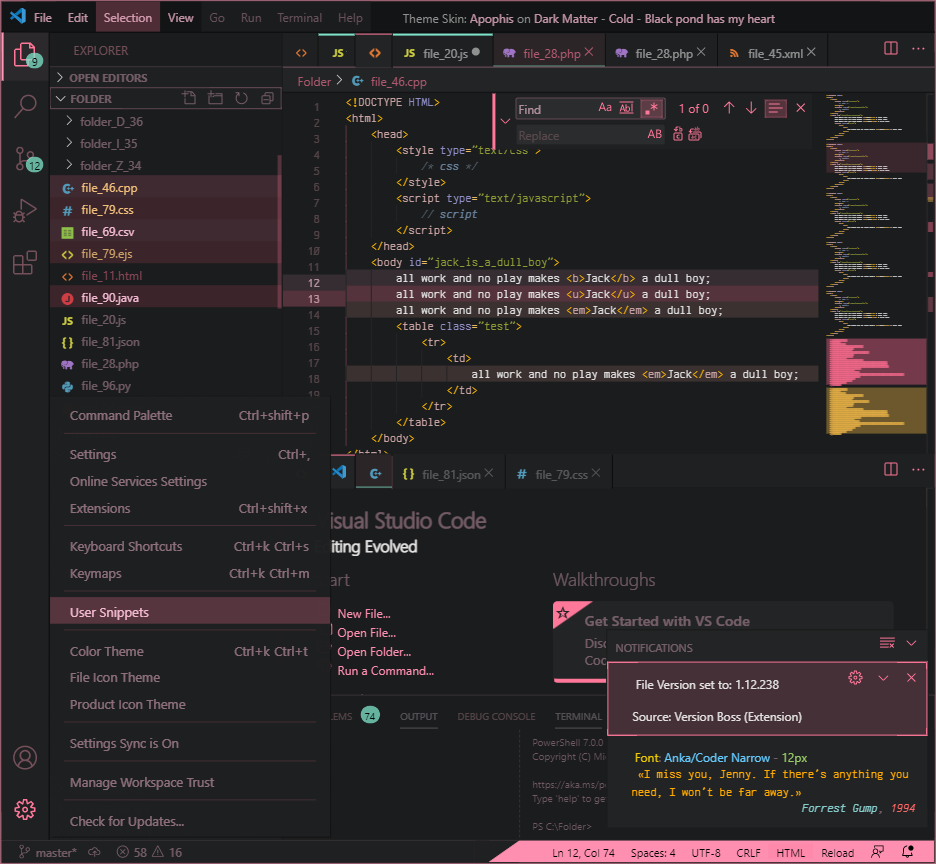 File Edit Selection View Go Run Terminal Help Theme Skin: Apophis on Dark Matter - Cold - Black pond has my heart
9
12
EXPLORER
OPEN EDITORS
FOLDER
folder_D_36
folder_I_35
folder_Z_34
file_46.cpp
file_79.css
file_69.csv
file_79.ejs
file_11.html
file_90.java
file_20.js
file_81.json
file_28.php
file_96.py
JS JS file_20.js file_28.php file_28.php file_45.xml
Folder > file_46.cpp
Find Aa Abl .* 1 of 0
Replace AB
1 <!DOCTYPE HTML>
2 <html>
3 <head>
4 <style type="text/css">
5 /* css */
6 </style>
7 <script type="text/javascript">
8 // script
9 </script>
10 </head>
11 <body id="jack_is_a_dull_boy">
12 all work and no play makes <b>Jack</b> a dull boy;
13 all work and no play makes <u>Jack</u> a dull boy;
14 all work and no play makes <em>Jack</em> a dull boy;
15 <table class="test">
16 <tr>
17 <td>
18 all work and no play makes <em>Jack</em> a dull boy;
</td>
</tr>
</table>
</body>
</html>
Command Palette Ctrl+shift+p
Settings Ctrl+,
Online Services Settings
Extensions Ctrl+shift+x
Keyboard Shortcuts Ctrl+k Ctrl+s
Keymaps Ctrl+k Ctrl+m
User Snippets
Color Theme Ctrl+k Ctrl+t
File Icon Theme
Product Icon Theme
Settings Sync is On
Manage Workspace Trust
Check for Updates...
file_81.json file_79.css
isual Studio Code
iting Evolved
art
New File...
Open File...
Open Folder...
Run a Command...
Walkthroughs
Get Started with VS Code
Disc
Coc
NOTIFICATIONS
File Version set to: 1.12.238
Source: Version Boss (Extension)
Font: Anka/Coder Narrow - 12px
«I miss you, Jenny. If there's anything you
need, I won't be far away.»
Forrest Gump, 1994
LEMS 74 OUTPUT DEBUG CONSOLE TERMINAL
PowerShell 7.0.0
Copyright (C) Mi
https://aka.ms/p
Type 'help' to ge
PS C:\Folder>
master* 58 16 Ln 12, Col 74 Spaces: 4 UTF-8 CRLF HTML Reload